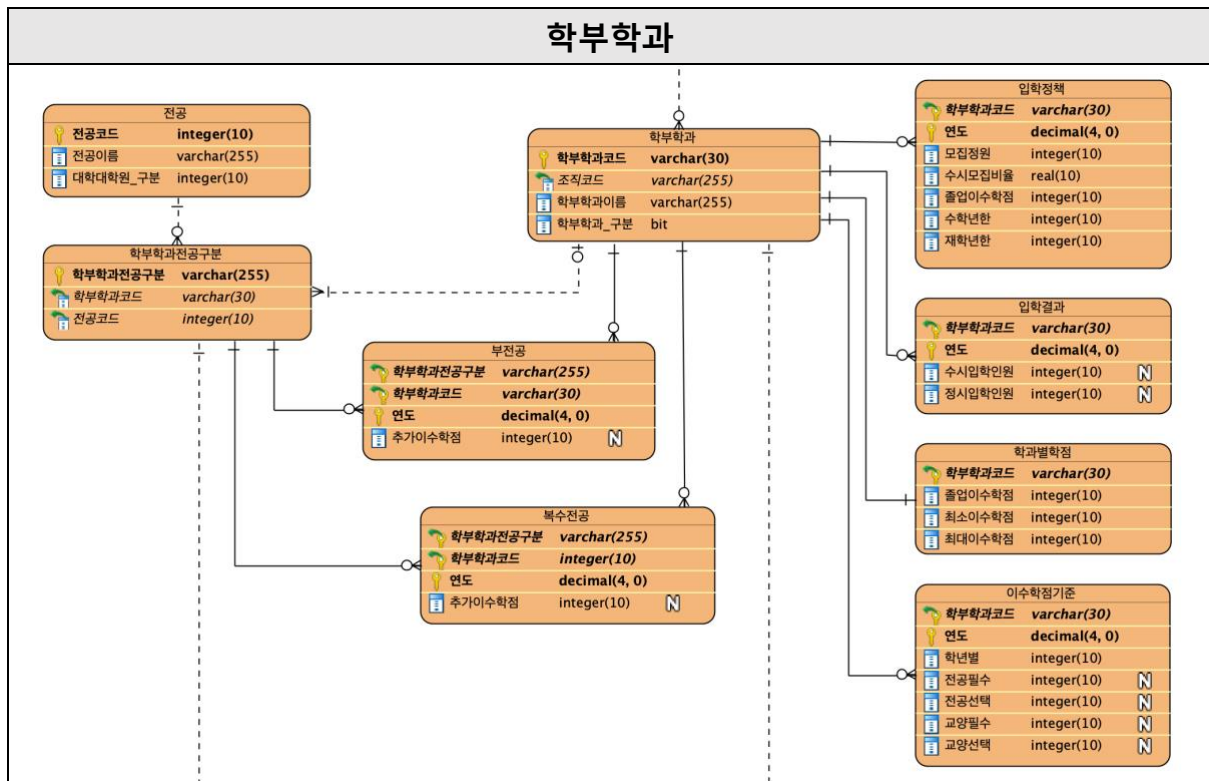 학부학과
전공
전공코드 integer(10)
전공이름 varchar(255)
대학대학원_구분 integer(10)
학부학과전공구분
학부학과전공구분 varchar(255)
학부학과코드 varchar(30)
전공코드 integer(10)
학부학과
학부학과코드 varchar(30)
조직코드 varchar(255)
학부학과이름 varchar(255)
학부학과_구분 bit
부전공
학부학과전공구분 varchar(255)
학부학과코드 varchar(30)
연도 decimal(4, 0)
추가이수학점 integer(10) N
복수전공
학부학과전공구분 varchar(255)
학부학과코드 integer(10)
연도 decimal(4, 0)
추가이수학점 integer(10) N
입학정책
학부학과코드 varchar(30)
연도 decimal(4, 0)
모집정원 integer(10)
수시모집비율 real(10)
졸업이수학점 integer(10)
수학년한 integer(10)
재학년한 integer(10)
입학결과
학부학과코드 varchar(30)
연도 decimal(4, 0)
수시입학인원 integer(10) N
정시입학인원 integer(10) N
학과별학점
학부학과코드 varchar(30)
졸업이수학점 integer(10)
최소이수학점 integer(10)
최대이수학점 integer(10)
이수학점기준
학부학과코드 varchar(30)
연도 decimal(4, 0)
학년별 integer(10)
전공필수 integer(10) N
전공선택 integer(10) N
교양필수 integer(10) N
교양선택 integer(10) N